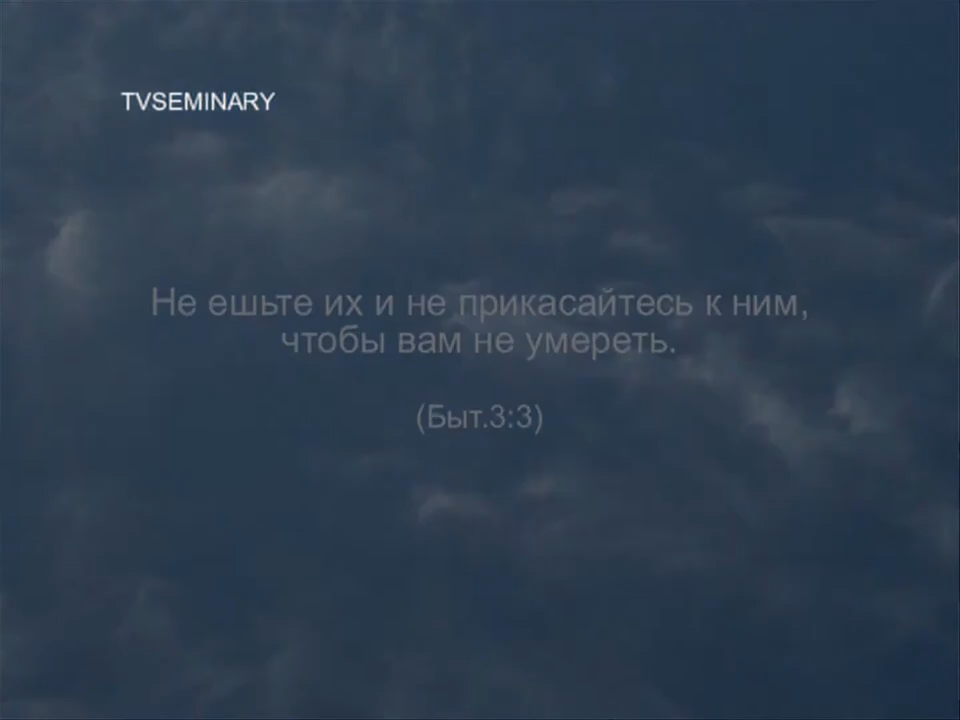 TVSEMINARY
Не ешьте их и не прикасайтесь к ним,
чтобы вам не умереть.
(Быт.3:3)